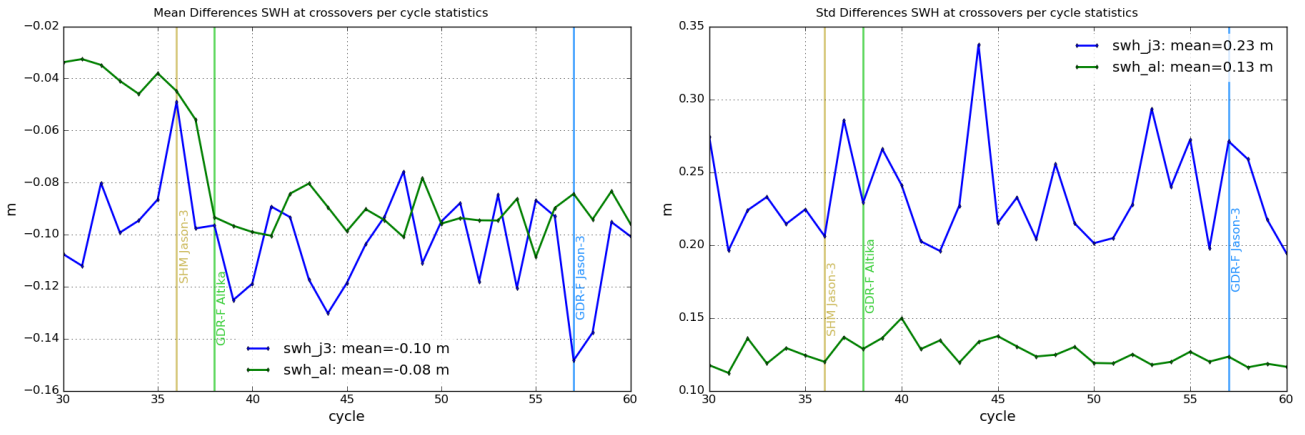 Mean Differences SWH at crossovers per cycle statistics
−0.02
−0.04
−0.06
−0.08
−0.10
−0.12
−0.14
−0.16
m
SHM Jason-3
GDR-F Altika
GDR-F Jason-3
swh_j3: mean=-0.10 m
swh_al: mean=-0.08 m
30 35 40 45 50 55 60
cycle
Std Differences SWH at crossovers per cycle statistics
0.35
0.30
0.25
0.20
0.15
0.10
m
swh_j3: mean=0.23 m
swh_al: mean=0.13 m
SHM Jason-3
GDR-F Altika
GDR-F Jason-3
30 35 40 45 50 55 60
cycle